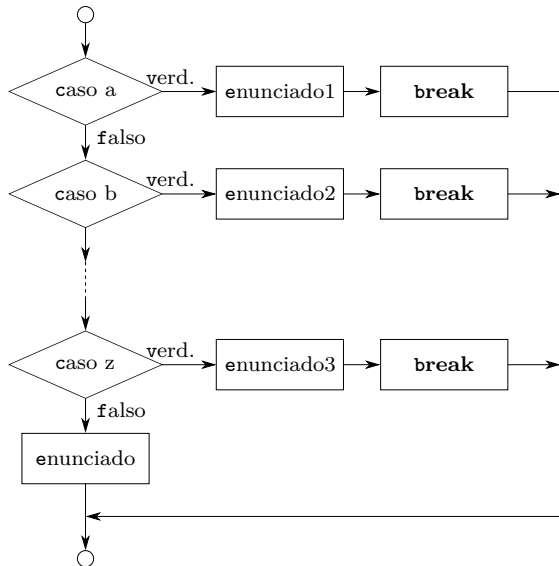 caso a
verd.
enunciado1
break
falso
caso b
verd.
enunciado2
break
caso z
verd.
enunciado3
break
falso
enunciado